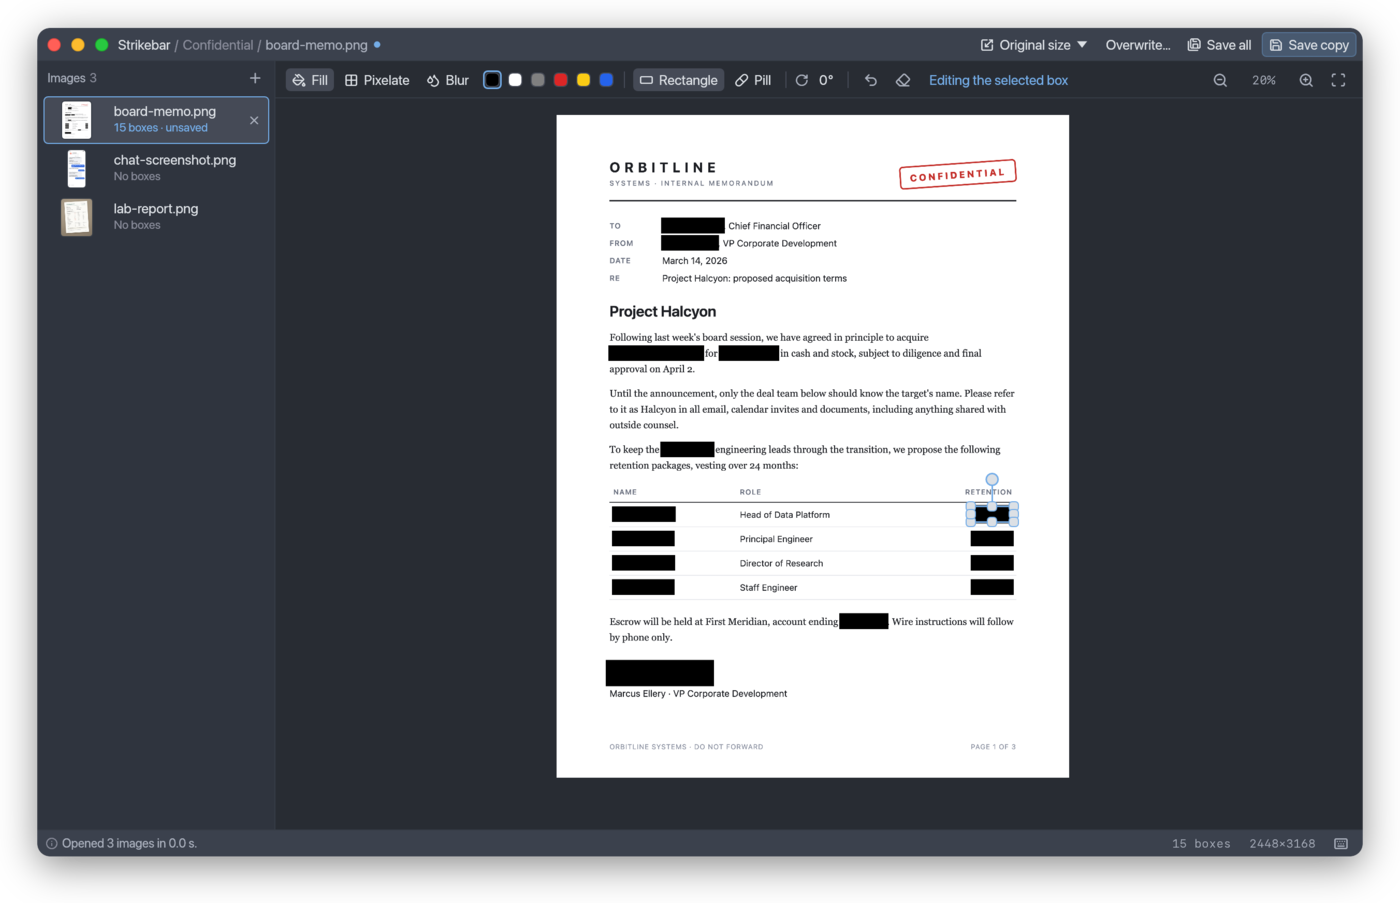 Strikebar / Confidential / board-memo.png
Original size
Overwrite...
Save all
Save copy
Images 3
Fill
Pixelate
Blur
Rectangle
Pill
0°
Editing the selected box
20%
board-memo.png
15 boxes · unsaved
chat-screenshot.png
No boxes
lab-report.png
No boxes
ORBITLINE
SYSTEMS · INTERNAL MEMORANDUM
CONFIDENTIAL
TO Chief Financial Officer
FROM VP Corporate Development
DATE March 14, 2026
RE Project Halcyon: proposed acquisition terms
Project Halcyon
Following last week's board session, we have agreed in principle to acquire
for in cash and stock, subject to diligence and final
approval on April 2.
Until the announcement, only the deal team below should know the target's name. Please refer
to it as Halcyon in all email, calendar invites and documents, including anything shared with
outside counsel.
To keep the engineering leads through the transition, we propose the following
retention packages, vesting over 24 months:
NAME ROLE RETENTION
Head of Data Platform
Principal Engineer
Director of Research
Staff Engineer
Escrow will be held at First Meridian, account ending . Wire instructions will follow
by phone only.
Marcus Ellery · VP Corporate Development
ORBITLINE SYSTEMS · DO NOT FORWARD
PAGE 1 OF 3
Opened 3 images in 0.0 s.
15 boxes
2448×3168